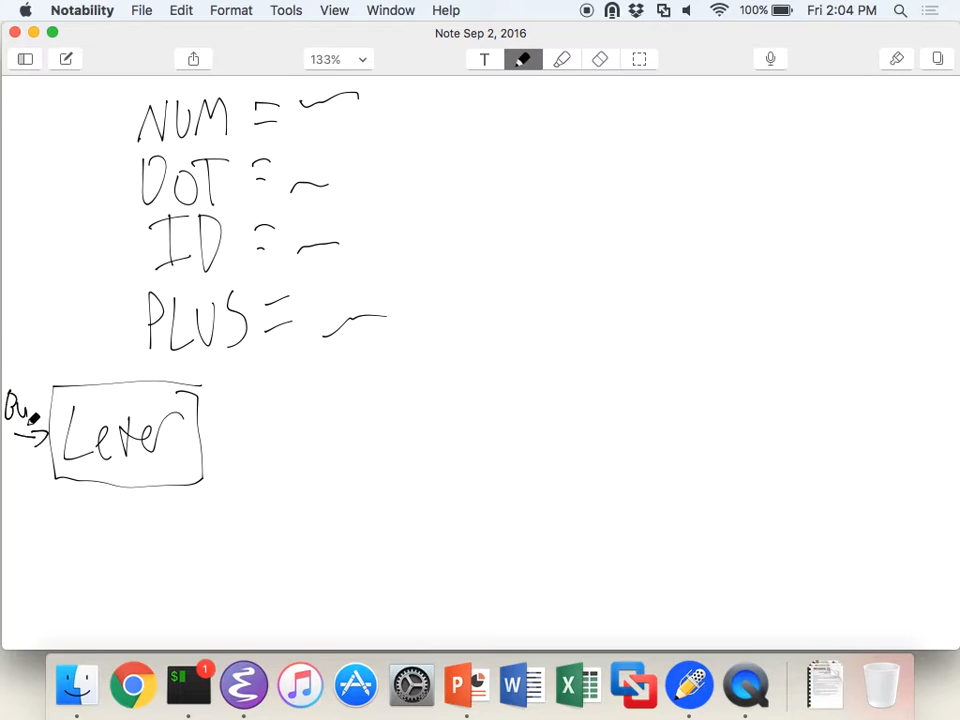 Notability File Edit Format Tools View Window Help 100% Fri 2:04 PM
Note Sep 2, 2016
133% T
NUM =
DOT =
ID =
PLUS =
Lexer
$ 1 P W X